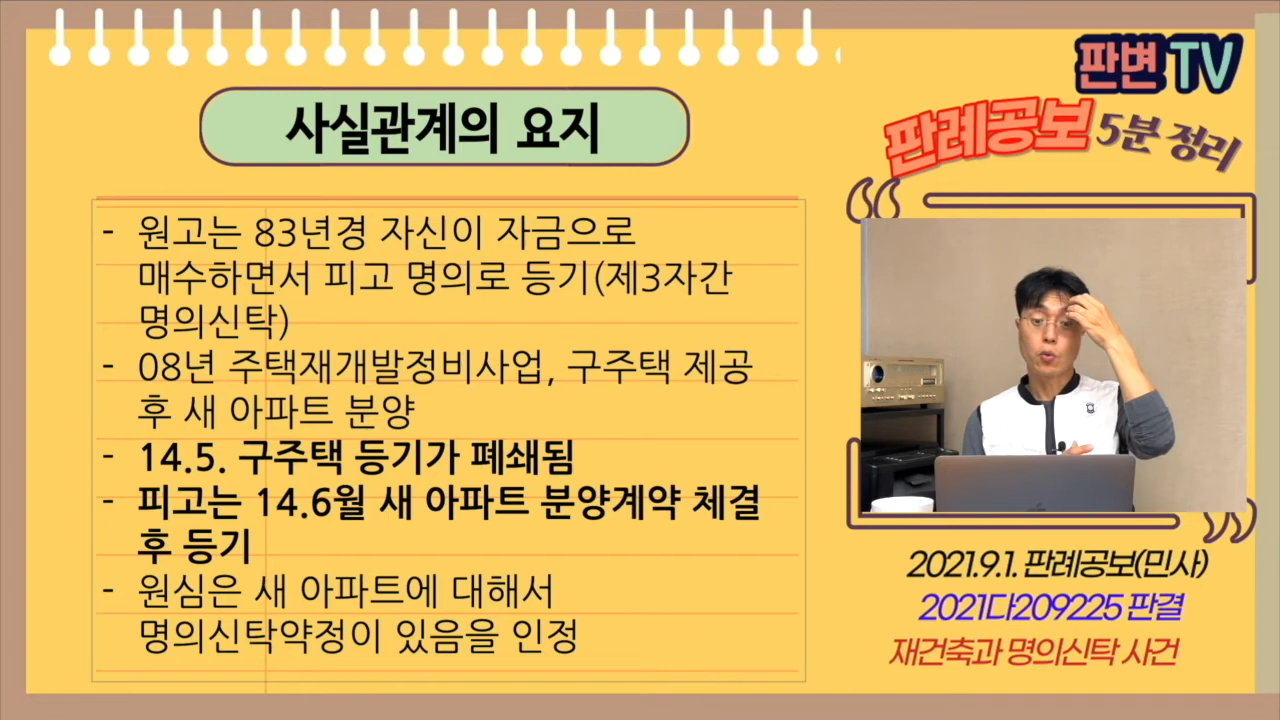 판변 TV
판례공보 5분 정리
사실관계의 요지
- 원고는 83년경 자신이 자금으로
매수하면서 피고 명의로 등기(제3자간
명의신탁)
- 08년 주택재개발정비사업, 구주택 제공
후 새 아파트 분양
- 14.5. 구주택 등기가 폐쇄됨
- 피고는 14.6월 새 아파트 분양계약 체결
후 등기
- 원심은 새 아파트에 대해서
명의신탁약정이 있음을 인정
2021.9.1. 판례공보(민사)
2021다209225 판결
재건축과 명의신탁 사건